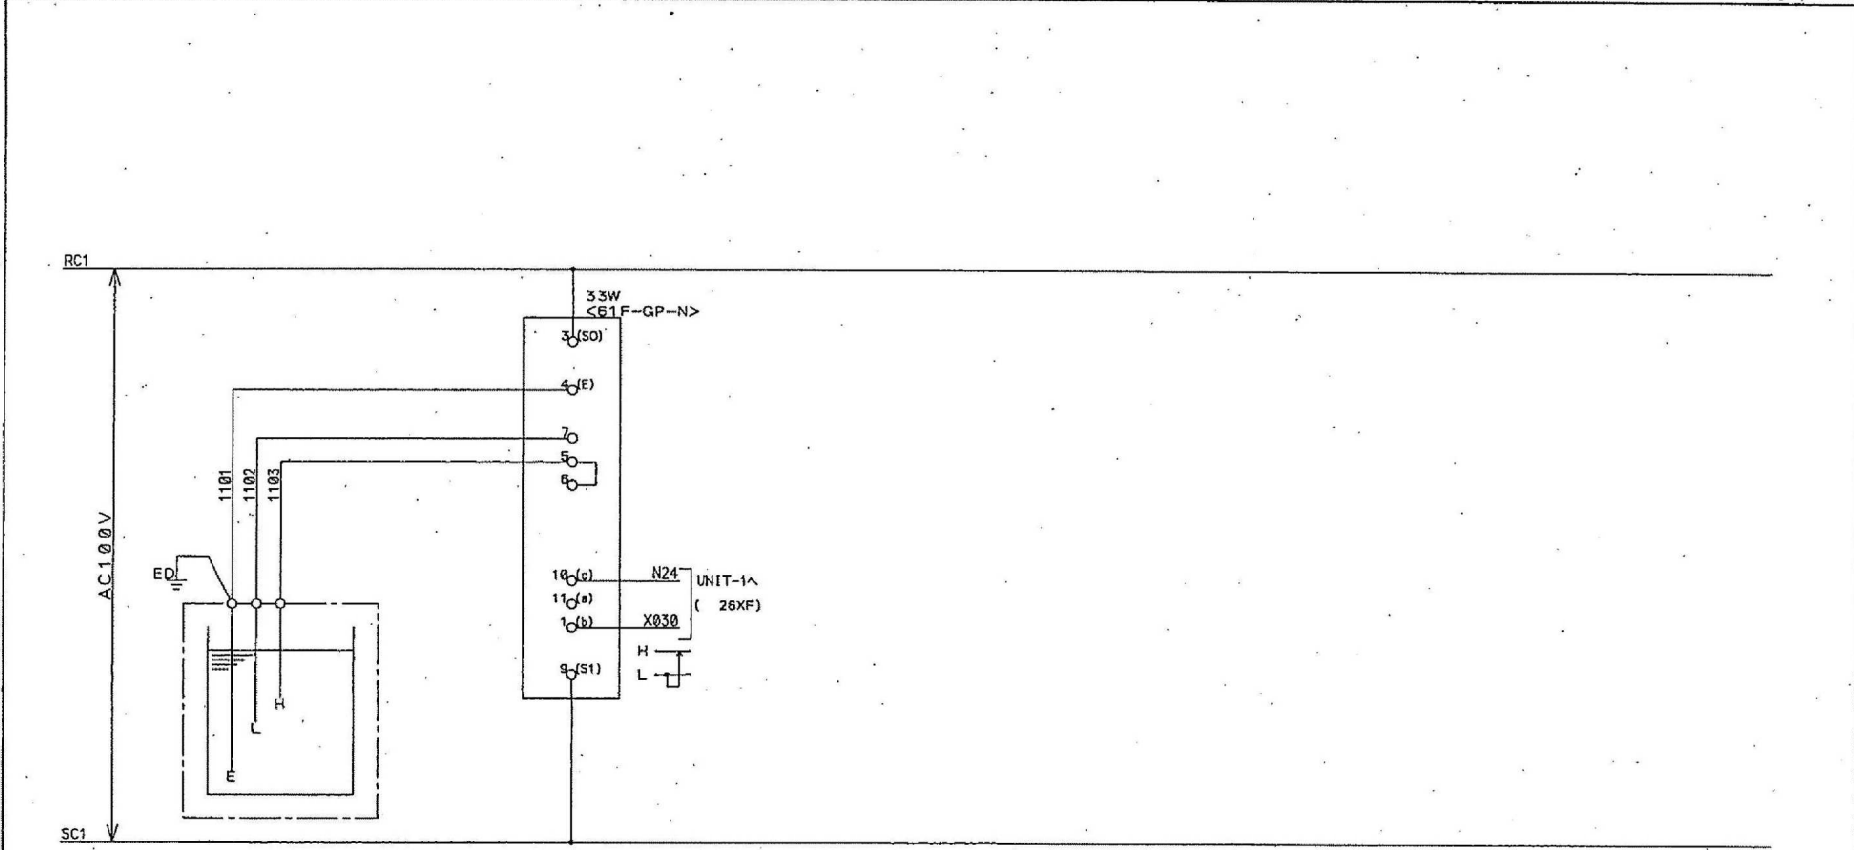 RC1
33W
<61F-GP-N>
3 (SO)
4 (E)
7
5
6
1101
1102
1103
AC100V
ED
10 (c)
N24
UNIT-1へ
11 (a)
( 26XF)
1 (b)
X030
H
9 (S1)
L
H
L
E
SC1